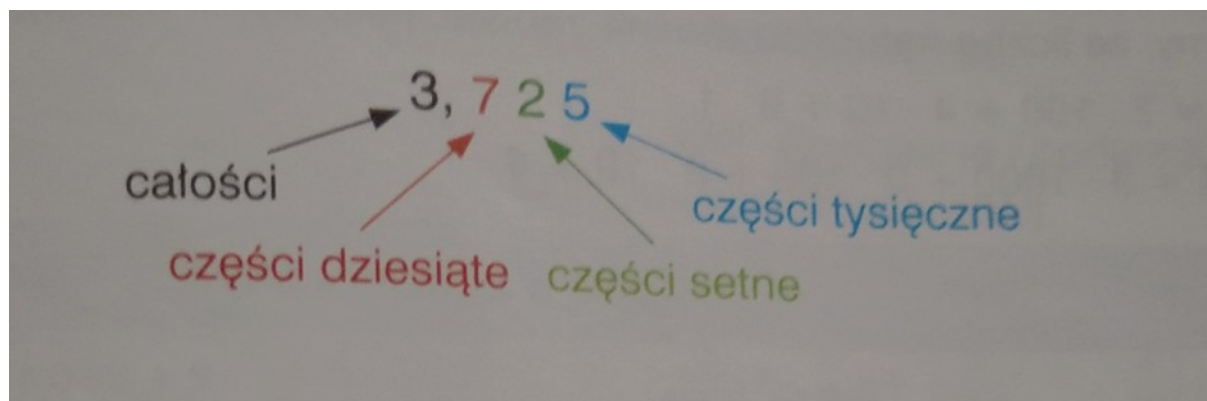 3, 7 2 5
całości
części tysięczne
części dziesiąte
części setne